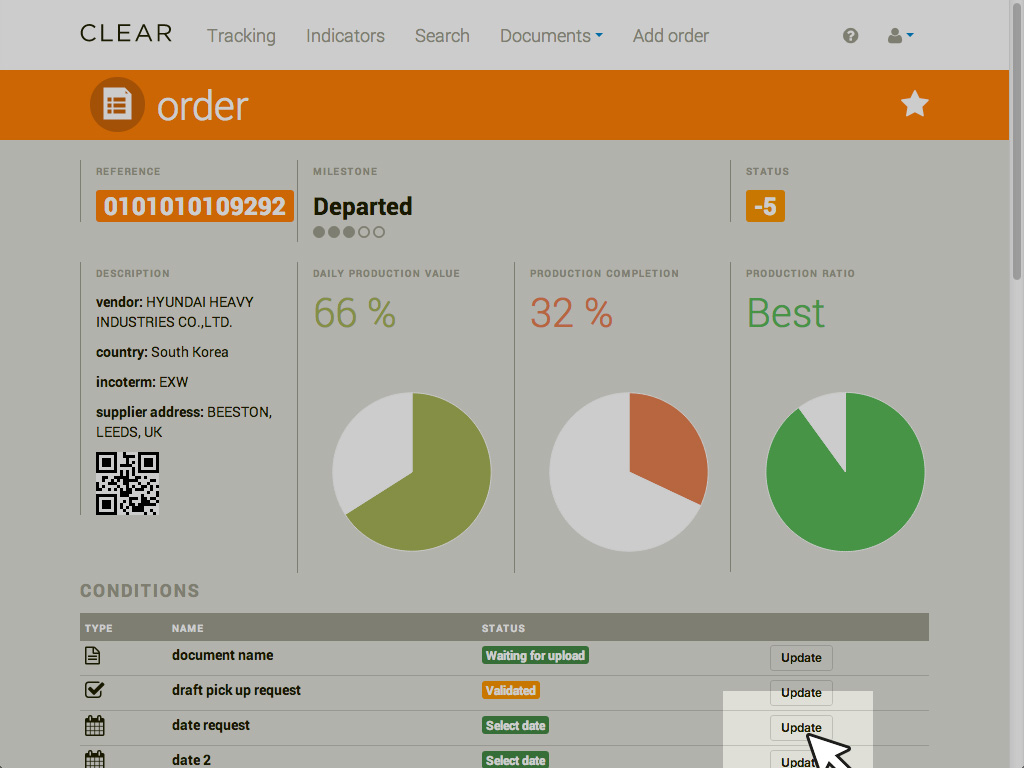 CLEAR Tracking Indicators Search Documents Add order
order
REFERENCE MILESTONE STATUS
0101010109292 Departed -5
DESCRIPTION DAILY PRODUCTION VALUE PRODUCTION COMPLETION PRODUCTION RATIO
66 % 32 % Best
vendor: HYUNDAI HEAVY
INDUSTRIES CO.,LTD.
country: South Korea
incoterm: EXW
supplier address: BEESTON,
LEEDS, UK
CONDITIONS
TYPE NAME STATUS
document name Waiting for upload Update
draft pick up request Validated Update
date request Select date Update
date 2 Select date Update